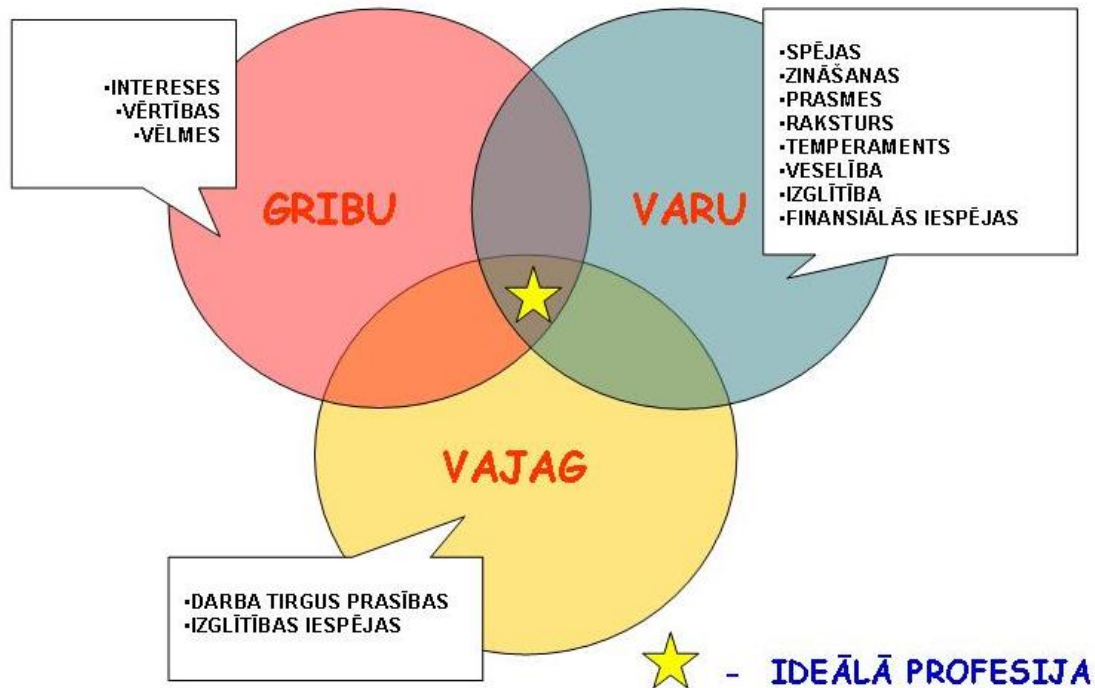 ·INTERESES
·VĒRTĪBAS
·VĒLMES
GRIBU
·SPĒJAS
·ZINĀŠANAS
·PRASMES
·RAKSTURS
·TEMPERAMENTS
·VESELĪBA
·IZGLĪTĪBA
·FINANSIĀLĀS IESPĒJAS
VARU
VAJAG
·DARBA TIRGUS PRASĪBAS
·IZGLĪTĪBAS IESPĒJAS
- IDEĀLĀ PROFESIJA